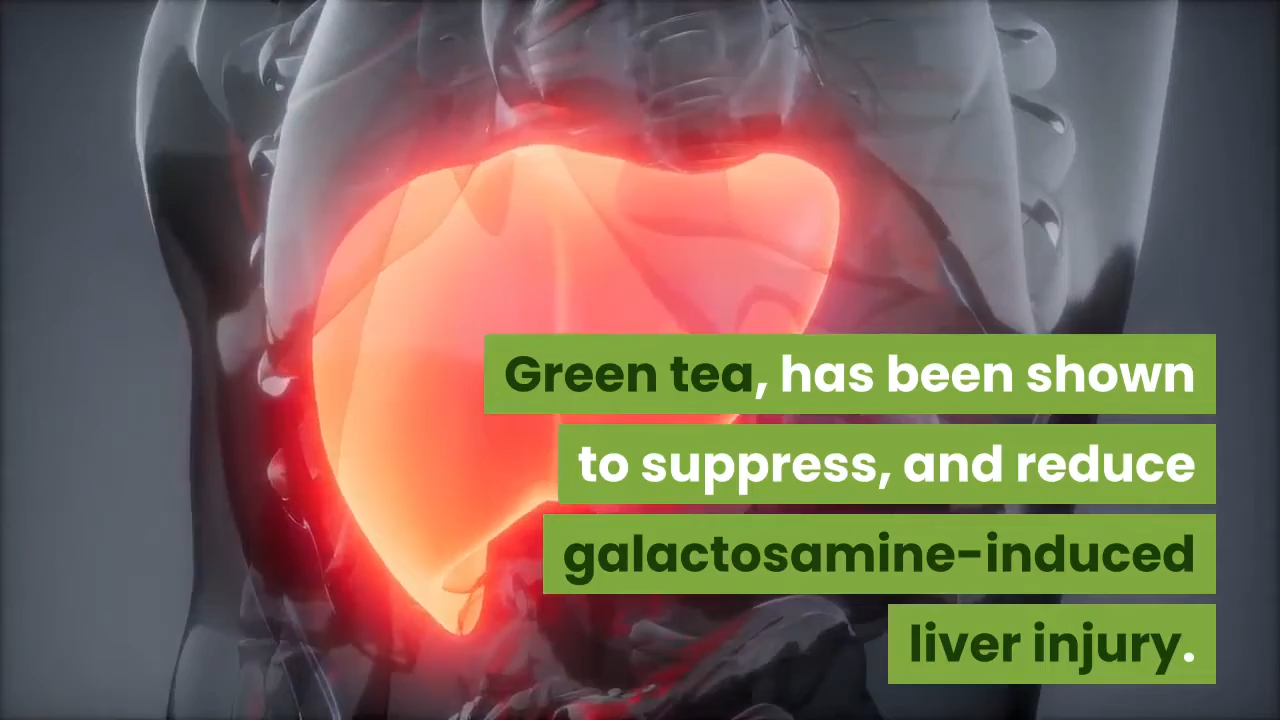 Green tea, has been shown
to suppress, and reduce
galactosamine-induced
liver injury.